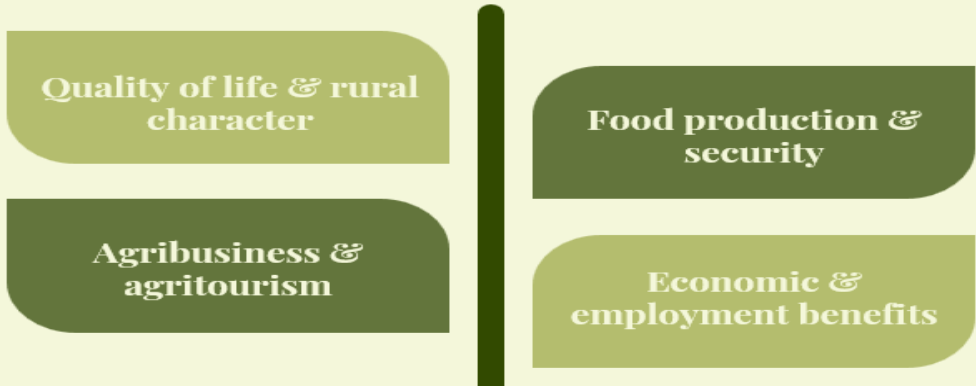 Quality of life & rural
character
Food production &
security
Agribusiness &
agritourism
Economic &
employment benefits